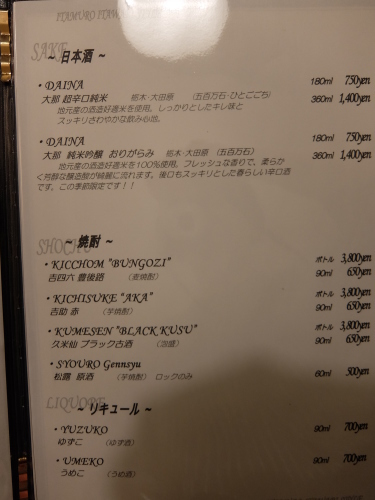 SAKE
~ 日本酒 ~
・DAINA 180ml 750yen
大那 超辛口純米 栃木・大田原 (五百万石・ひとごこち) 360ml 1,400yen
地元産の酒造好適米を使用。しっかりとしたキレ味と
スッキリさわやかな飲み心地。
・DAINA 180ml 750yen
大那 純米吟醸 おりがらみ 栃木・大田原 (五百万石) 360ml 1,400yen
地元産の酒造好適米を100%使用。フレッシュな香りで、柔らか
く芳醇な醸造酸が綺麗に流れます。後口もスッキリとした香らしい辛口酒
です。この季節限定です！！
SHOCHU
~ 焼酎 ~
・KICCHOM "BUNGOZI" ボトル 3,800yen
吉四六 豊後路 (麦焼酎) 90ml 650yen
・KICHISUKE "AKA" ボトル 3,800yen
吉助 赤 (芋焼酎) 90ml 650yen
・KUMESEN "BLACK KUSU" ボトル 3,800yen
久米仙 ブラック古酒 (泡盛) 90ml 650yen
・SYOURO Gennsyu
松露 原酒 (芋焼酎) ロックのみ 60ml 500yen
LIQUORE
~ リキュール ~
・YUZUKO 90ml 700yen
ゆずこ (ゆず酒)
・UMEKO 90ml 700yen
うめこ (うめ酒)